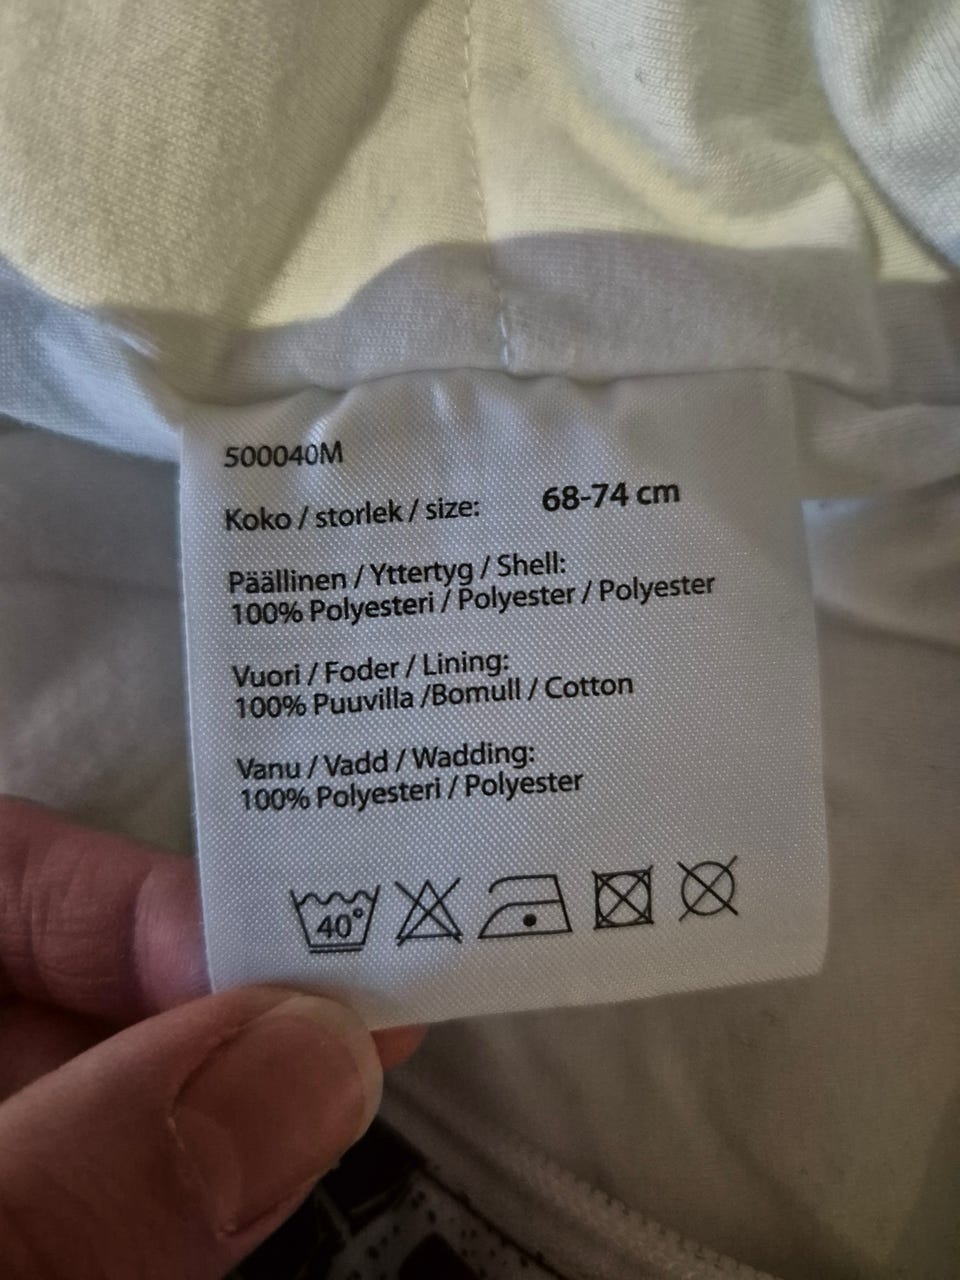 500040M
Koko / storlek / size: 68-74 cm
Päällinen / Yttertyg / Shell:
100% Polyesteri / Polyester / Polyester
Vuori / Foder / Lining:
100% Puuvilla /Bomull / Cotton
Vanu / Vadd / Wadding:
100% Polyesteri / Polyester
40°